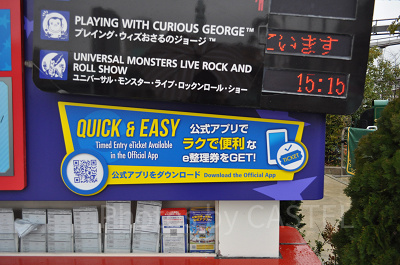 PLAYING WITH CURIOUS GEORGE™
プレイング・ウィズおさるのジョージ™
UNIVERSAL MONSTERS LIVE ROCK AND
ROLL SHOW
ユニバーサル・モンスター・ライブ・ロックンロール・ショー
ています
15:15
QUICK & EASY
Timed Entry eTicket Available
in the Official App
公式アプリで
ラクで便利な
e整理券をGET!
TICKET
公式アプリをダウンロード Download the Official App